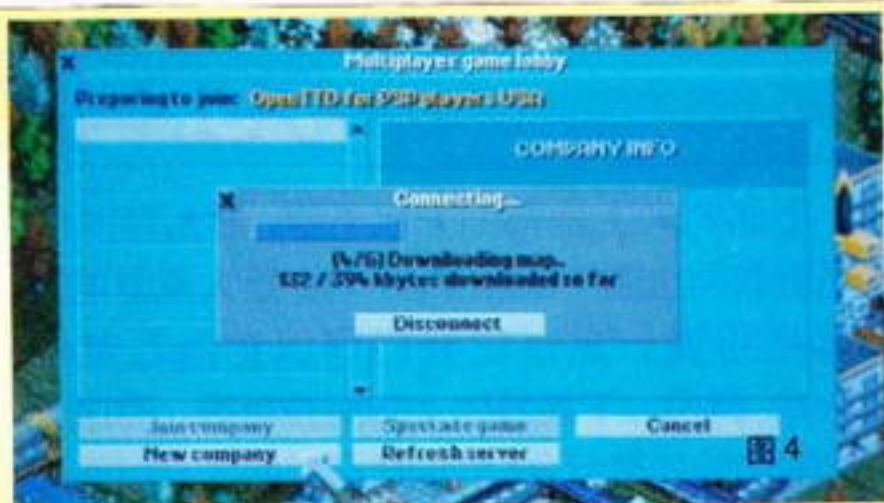 Multiplayer game lobby
Preparing to join: OpenTTD for PSP players USA
COMPANY INFO
Connecting...
(4/6) Downloading map..
kbytes downloaded so far
Disconnect
Join company
Spectate game
Cancel
New company
Refresh server
图 4